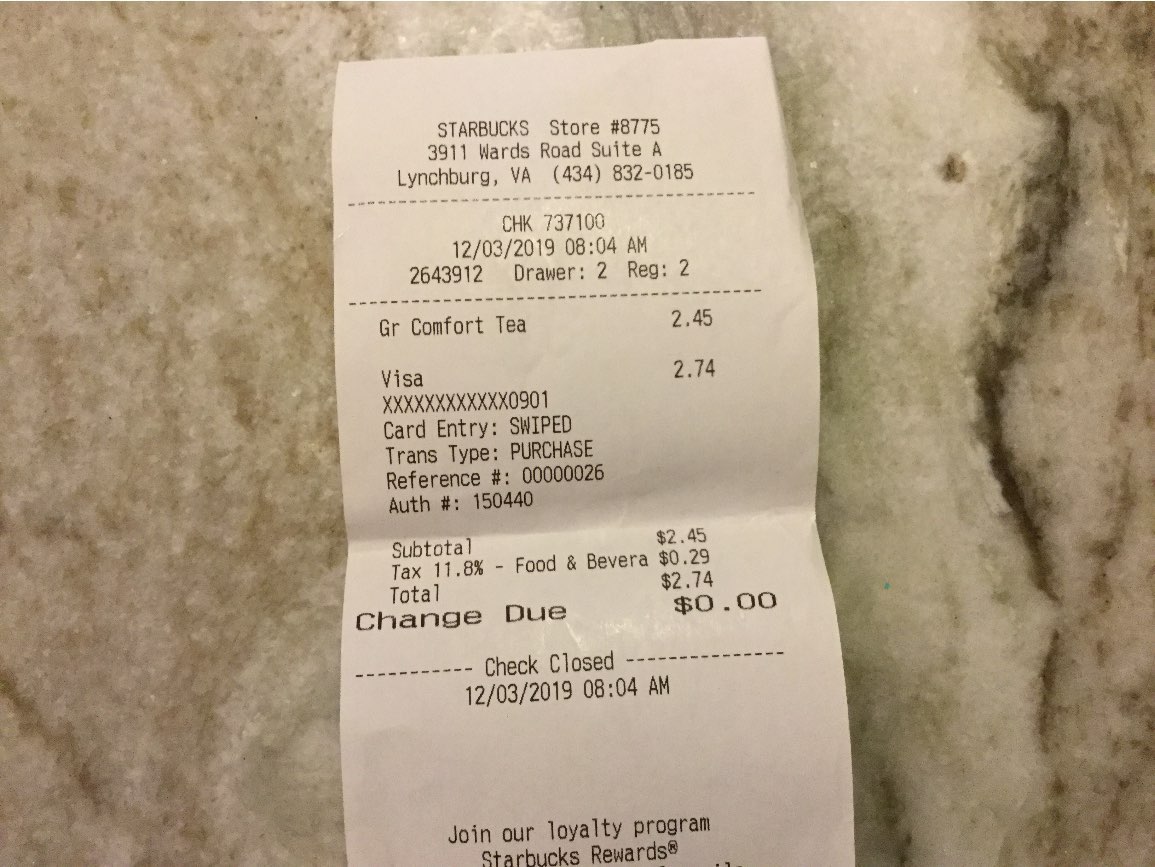 STARBUCKS Store #8775
3911 Wards Road Suite A
Lynchburg, VA (434) 832-0185
------------------------------
CHK 737100
12/03/2019 08:04 AM
2643912 Drawer: 2 Reg: 2
------------------------------
Gr Comfort Tea 2.45
Visa 2.74
XXXXXXXXXXXX0901
Card Entry: SWIPED
Trans Type: PURCHASE
Reference #: 00000026
Auth #: 150440
Subtotal $2.45
Tax 11.8% - Food & Bevera $0.29
Total $2.74
Change Due $0.00
----------- Check Closed ---------------
12/03/2019 08:04 AM
Join our loyalty program
Starbucks Rewards®